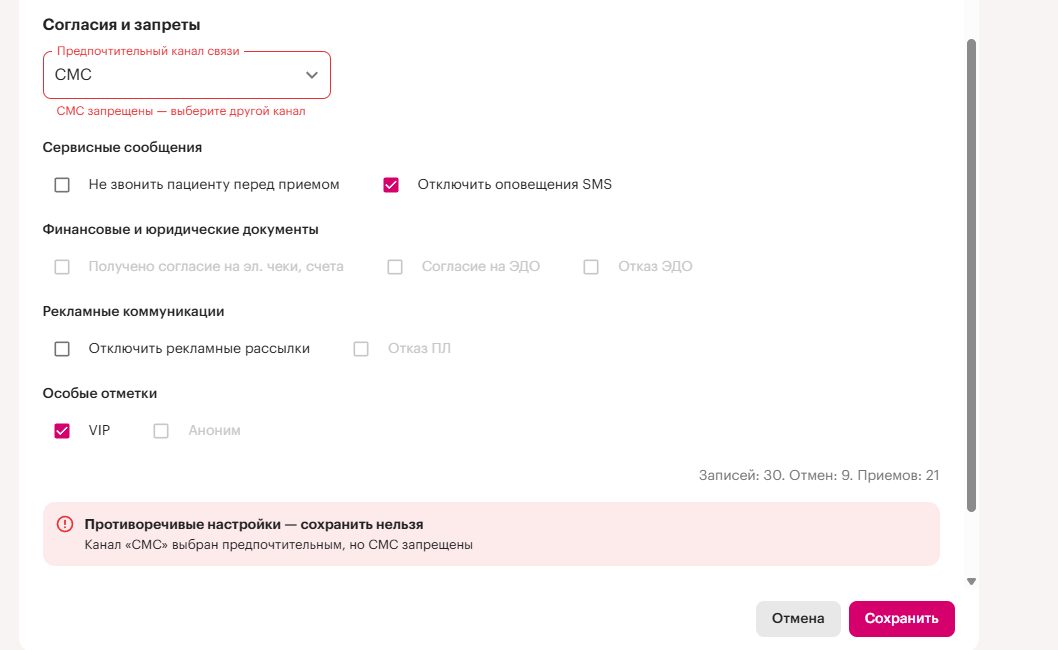 Согласия и запреты
Предпочтительный канал связи
СМС
СМС запрещены — выберите другой канал
Сервисные сообщения
Не звонить пациенту перед приемом
Отключить оповещения SMS
Финансовые и юридические документы
Получено согласие на эл. чеки, счета
Согласие на ЭДО
Отказ ЭДО
Рекламные коммуникации
Отключить рекламные рассылки
Отказ ПЛ
Особые отметки
VIP
Аноним
Записей: 30. Отмен: 9. Приемов: 21
Противоречивые настройки — сохранить нельзя
Канал «СМС» выбран предпочтительным, но СМС запрещены
Отмена
Сохранить